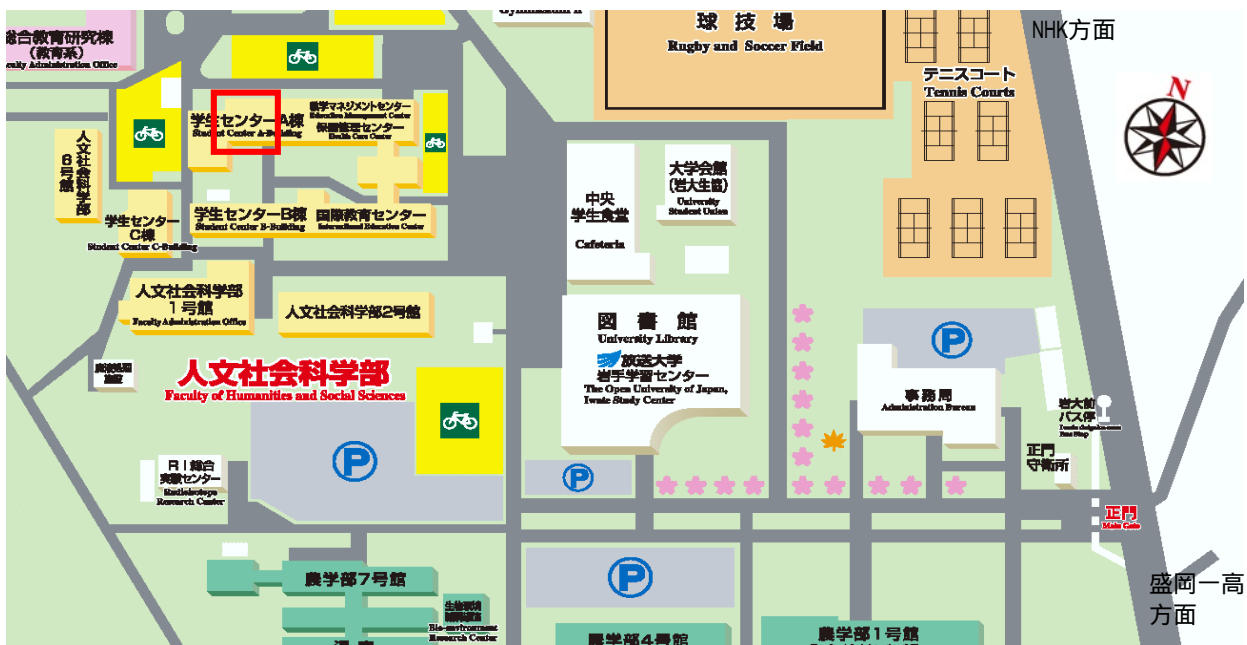 Gymnasium II
球技場
Rugby and Soccer Field
NHK方面
総合教育研究棟
(教育系)
Faculty Administration Office
テニスコート
Tennis Courts
N
学生センターA棟
Student Center A-Building
教学マネジメントセンター
Education Management Center
保健管理センター
Health Care Center
人文社会科学部
6号館
大学会館
(岩大生協)
University
Student Union
中央
学生食堂
Cafeteria
学生センター
C棟
Student Center C-Building
学生センターB棟
Student Center B-Building
国際教育センター
International Education Center
人文社会科学部
1号館
Faculty Administration Office
人文社会科学部2号館
図書館
University Library
放送大学
岩手学習センター
The Open University of Japan,
Iwate Study Center
P
人文社会科学部
Faculty of Humanities and Social Sciences
事務局
Administration Bureau
岩大前
バス停
Bus Stop
正門
守衛所
P
P
RI総合
実験センター
Radioisotope
Research Center
正門
Main Gate
農学部7号館
P
盛岡一高
方面
Bio-environment
Research Center
農学部4号館
農学部1号館